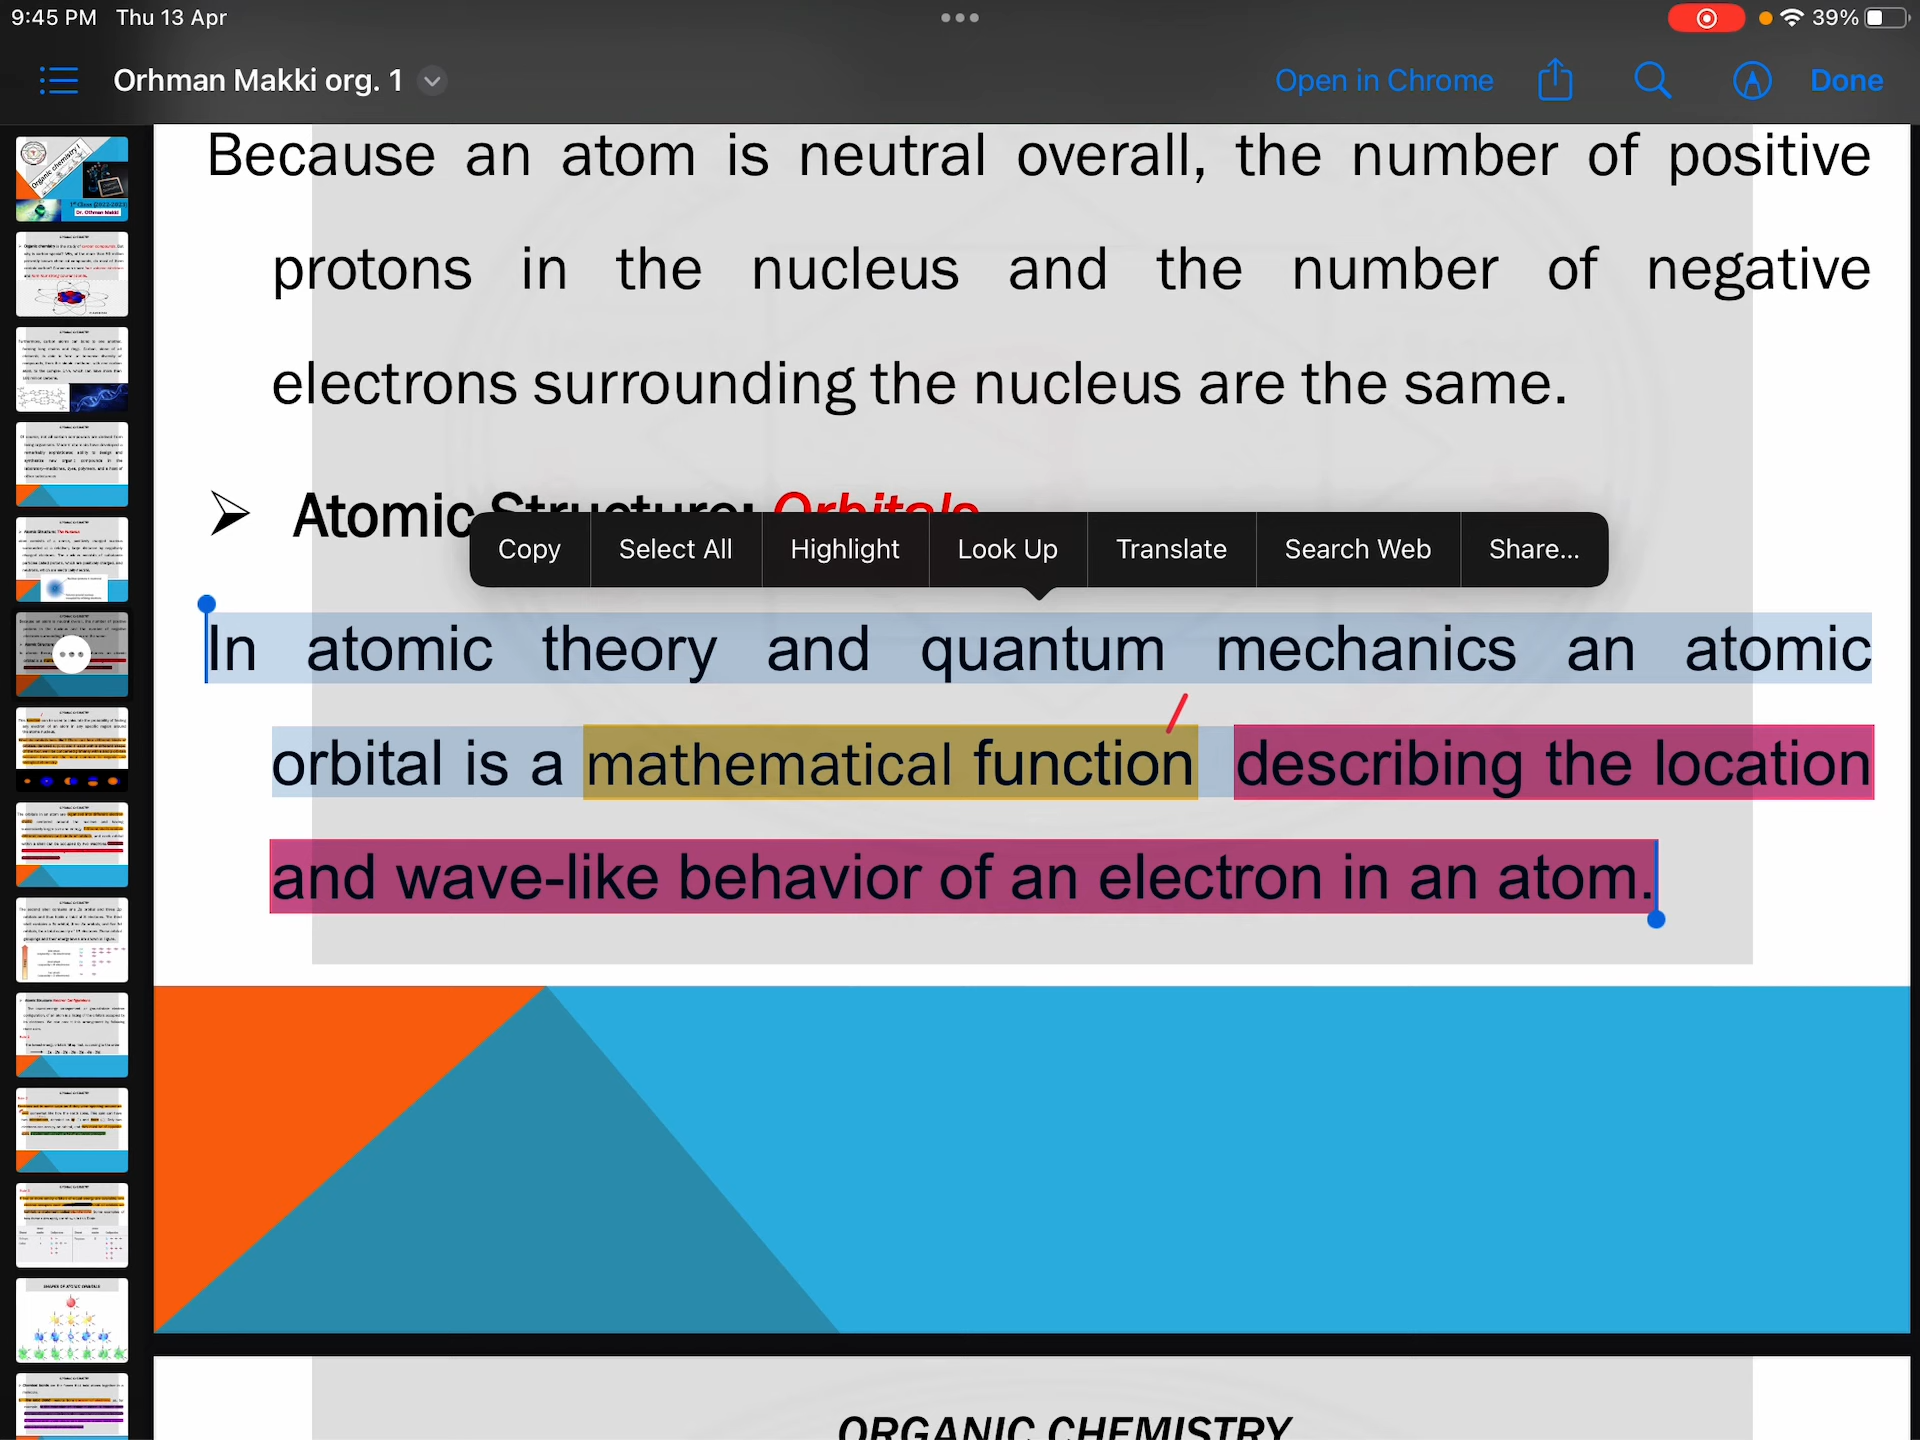 9:45 PM Thu 13 Apr
39%
Orhman Makki org. 1
Open in Chrome
Done
Because an atom is neutral overall, the number of positive
protons in the nucleus and the number of negative
electrons surrounding the nucleus are the same.
Atomic Structure: Orbitals
Copy Select All Highlight Look Up Translate Search Web Share...
In atomic theory and quantum mechanics an atomic
orbital is a mathematical function describing the location
and wave-like behavior of an electron in an atom.
ORGANIC CHEMISTRY